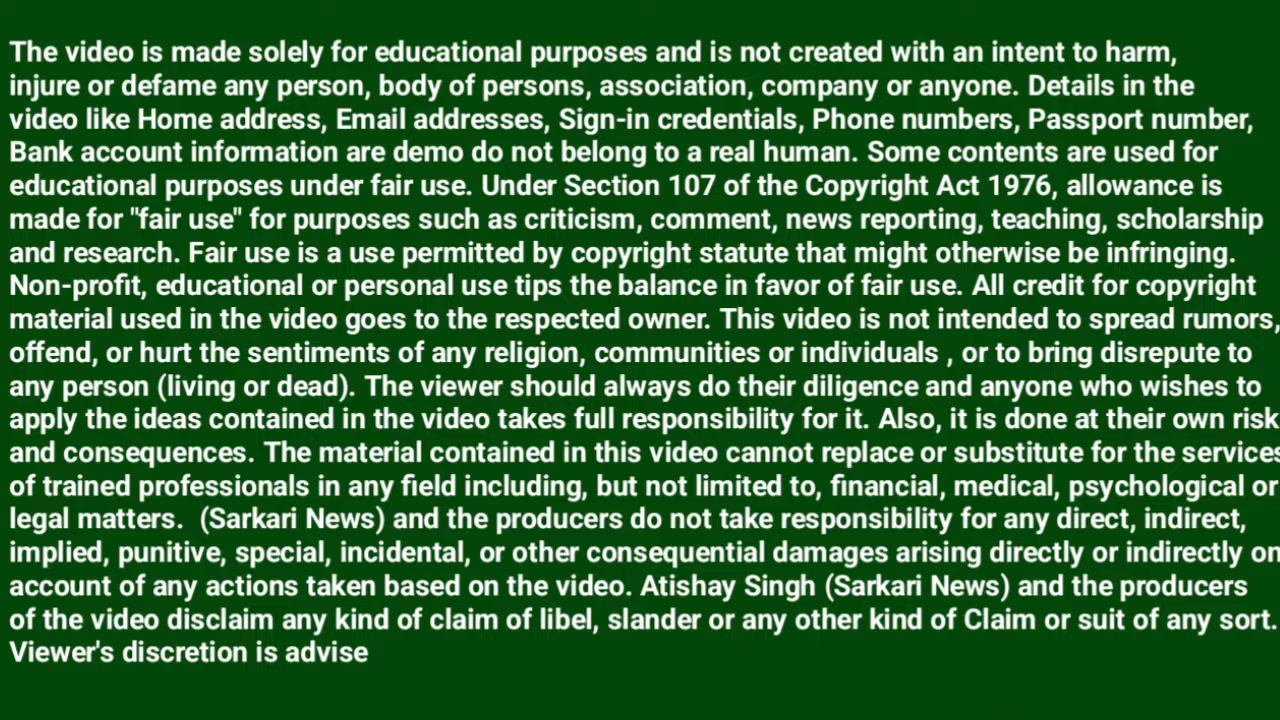 The video is made solely for educational purposes and is not created with an intent to harm,
injure or defame any person, body of persons, association, company or anyone. Details in the
video like Home address, Email addresses, Sign-in credentials, Phone numbers, Passport number,
Bank account information are demo do not belong to a real human. Some contents are used for
educational purposes under fair use. Under Section 107 of the Copyright Act 1976, allowance is
made for "fair use" for purposes such as criticism, comment, news reporting, teaching, scholarship
and research. Fair use is a use permitted by copyright statute that might otherwise be infringing.
Non-profit, educational or personal use tips the balance in favor of fair use. All credit for copyright
material used in the video goes to the respected owner. This video is not intended to spread rumors,
offend, or hurt the sentiments of any religion, communities or individuals , or to bring disrepute to
any person (living or dead). The viewer should always do their diligence and anyone who wishes to
apply the ideas contained in the video takes full responsibility for it. Also, it is done at their own risk
and consequences. The material contained in this video cannot replace or substitute for the services
of trained professionals in any field including, but not limited to, financial, medical, psychological or
legal matters.  (Sarkari News) and the producers do not take responsibility for any direct, indirect,
implied, punitive, special, incidental, or other consequential damages arising directly or indirectly on
account of any actions taken based on the video. Atishay Singh (Sarkari News) and the producers
of the video disclaim any kind of claim of libel, slander or any other kind of Claim or suit of any sort.
Viewer's discretion is advise